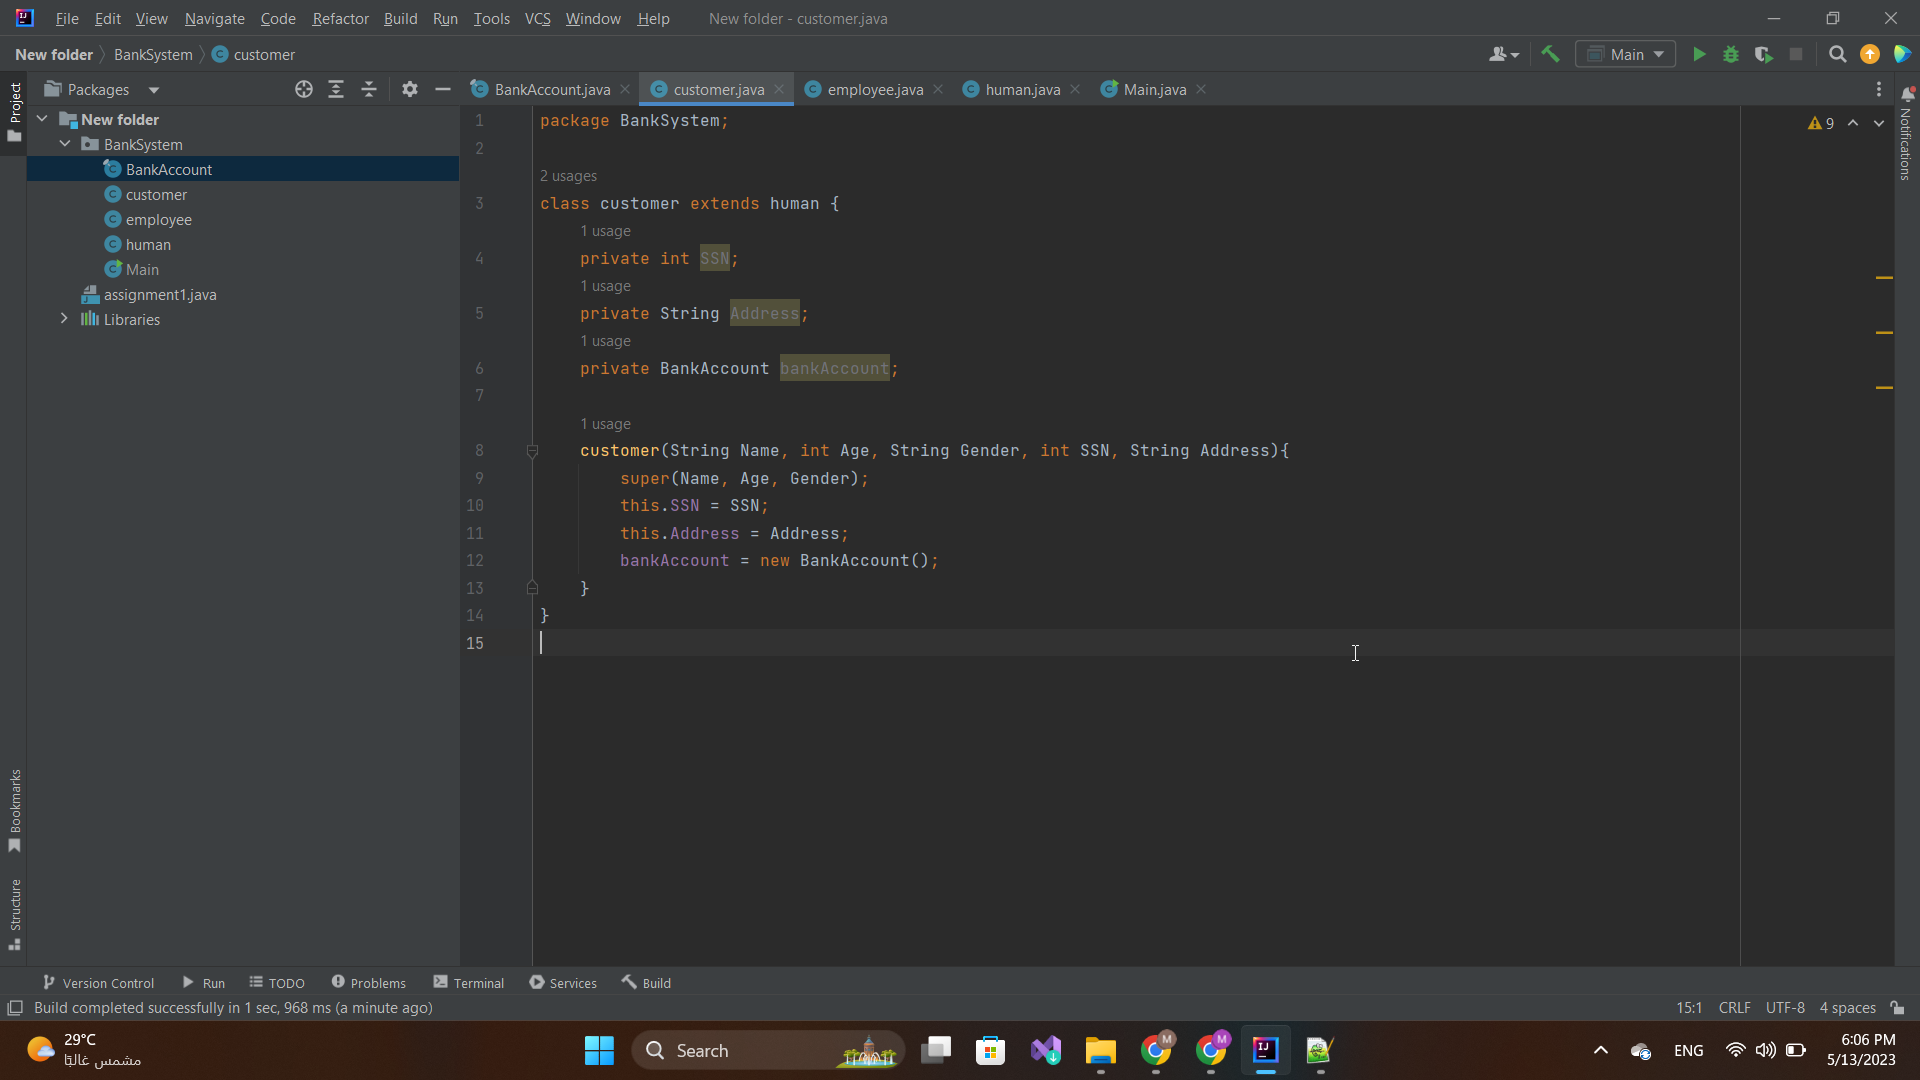 File Edit View Navigate Code Refactor Build Run Tools VCS Window Help New folder - customer.java
New folder BankSystem customer
Main
Project
Packages
BankAccount.java customer.java employee.java human.java Main.java
New folder
BankSystem
BankAccount
customer
employee
human
Main
assignment1.java
Libraries
1 package BankSystem;
2
2 usages
3 class customer extends human {
1 usage
4 private int SSN;
1 usage
5 private String Address;
1 usage
6 private BankAccount bankAccount;
7
1 usage
8 customer(String Name, int Age, String Gender, int SSN, String Address){
9 super(Name, Age, Gender);
10 this.SSN = SSN;
11 this.Address = Address;
12 bankAccount = new BankAccount();
13 }
14 }
15
9
Notifications
Bookmarks
Structure
Version Control Run TODO Problems Terminal Services Build
Build completed successfully in 1 sec, 968 ms (a minute ago)
15:1 CRLF UTF-8 4 spaces
29°C
مشمس غالبًا
Search
M
M
IJ
ENG
6:06 PM
5/13/2023